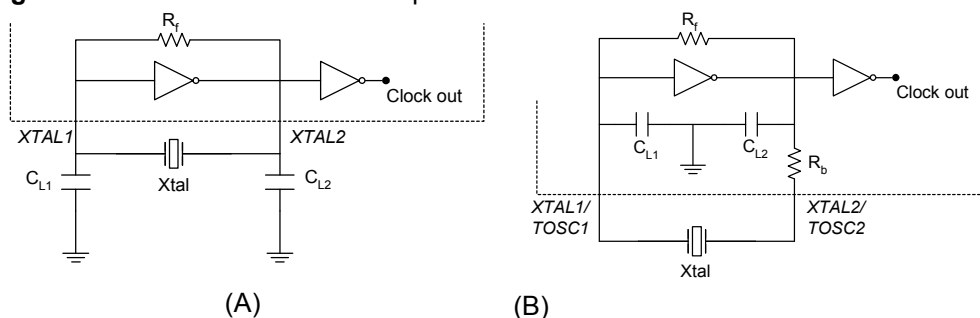 R_f
Clock out
XTAL1
XTAL2
C_L1
Xtal
C_L2
(A)
R_f
Clock out
C_L1
C_L2
R_b
XTAL1/
TOSC1
XTAL2/
TOSC2
Xtal
(B)